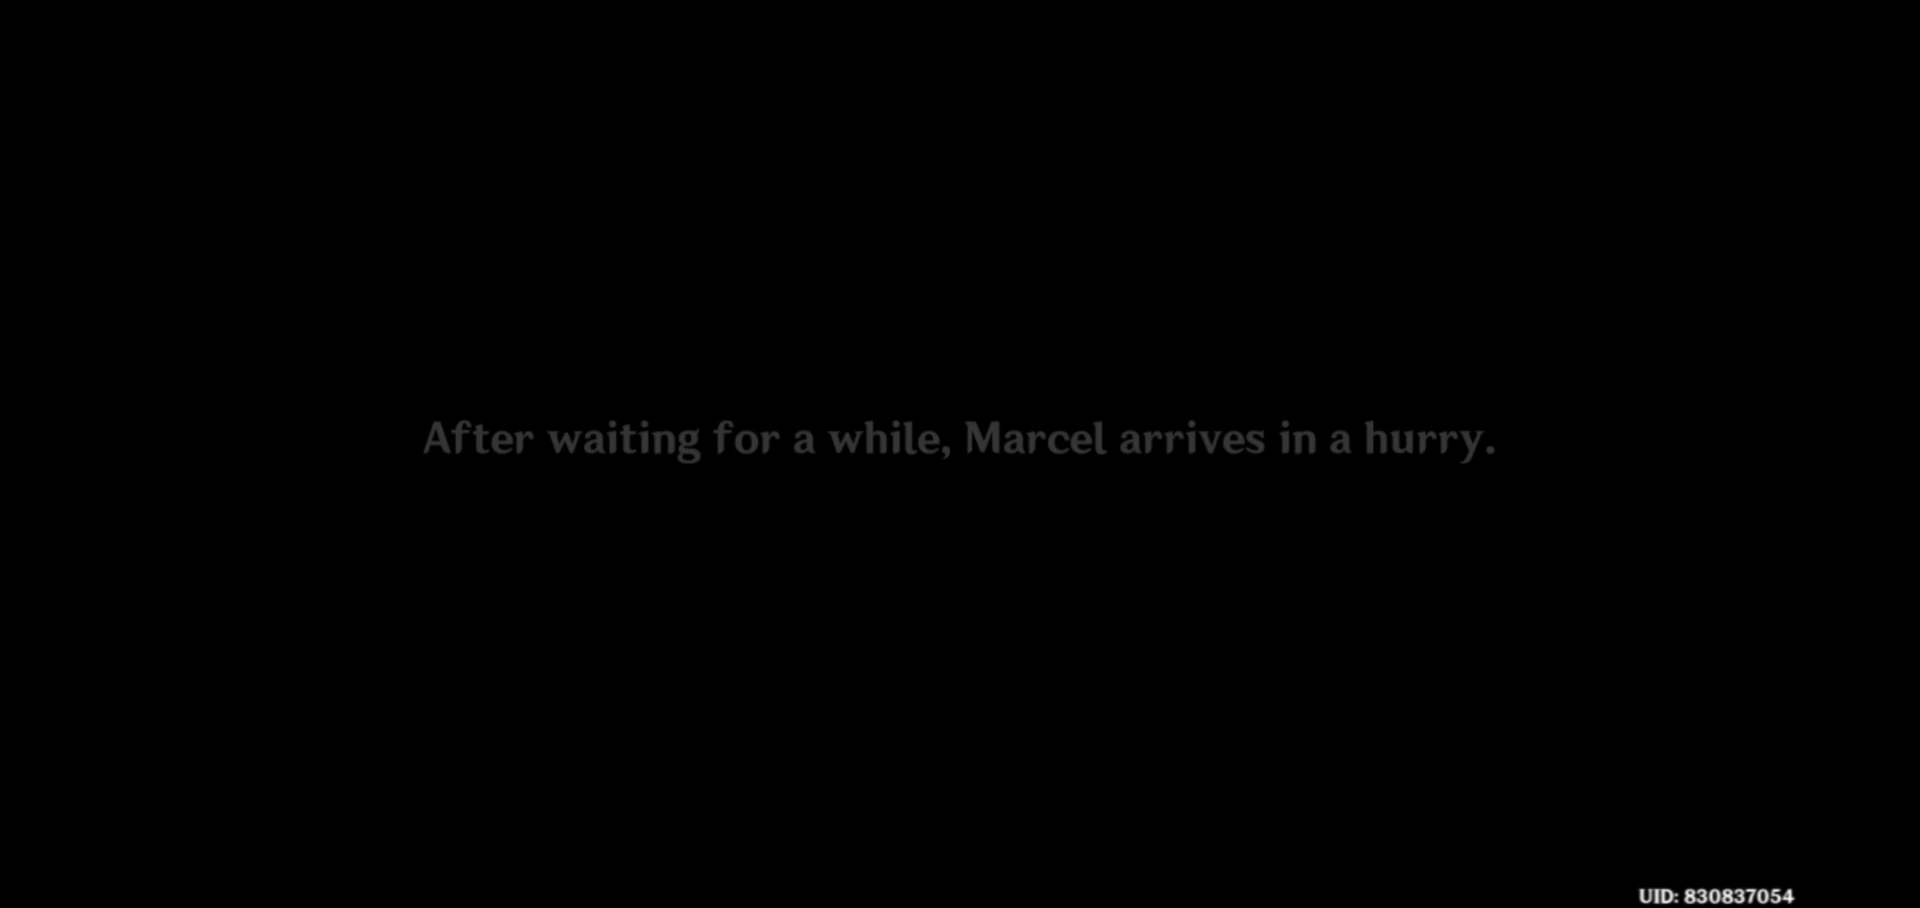 After waiting for a while, Marcel arrives in a hurry.
UID: 830837054